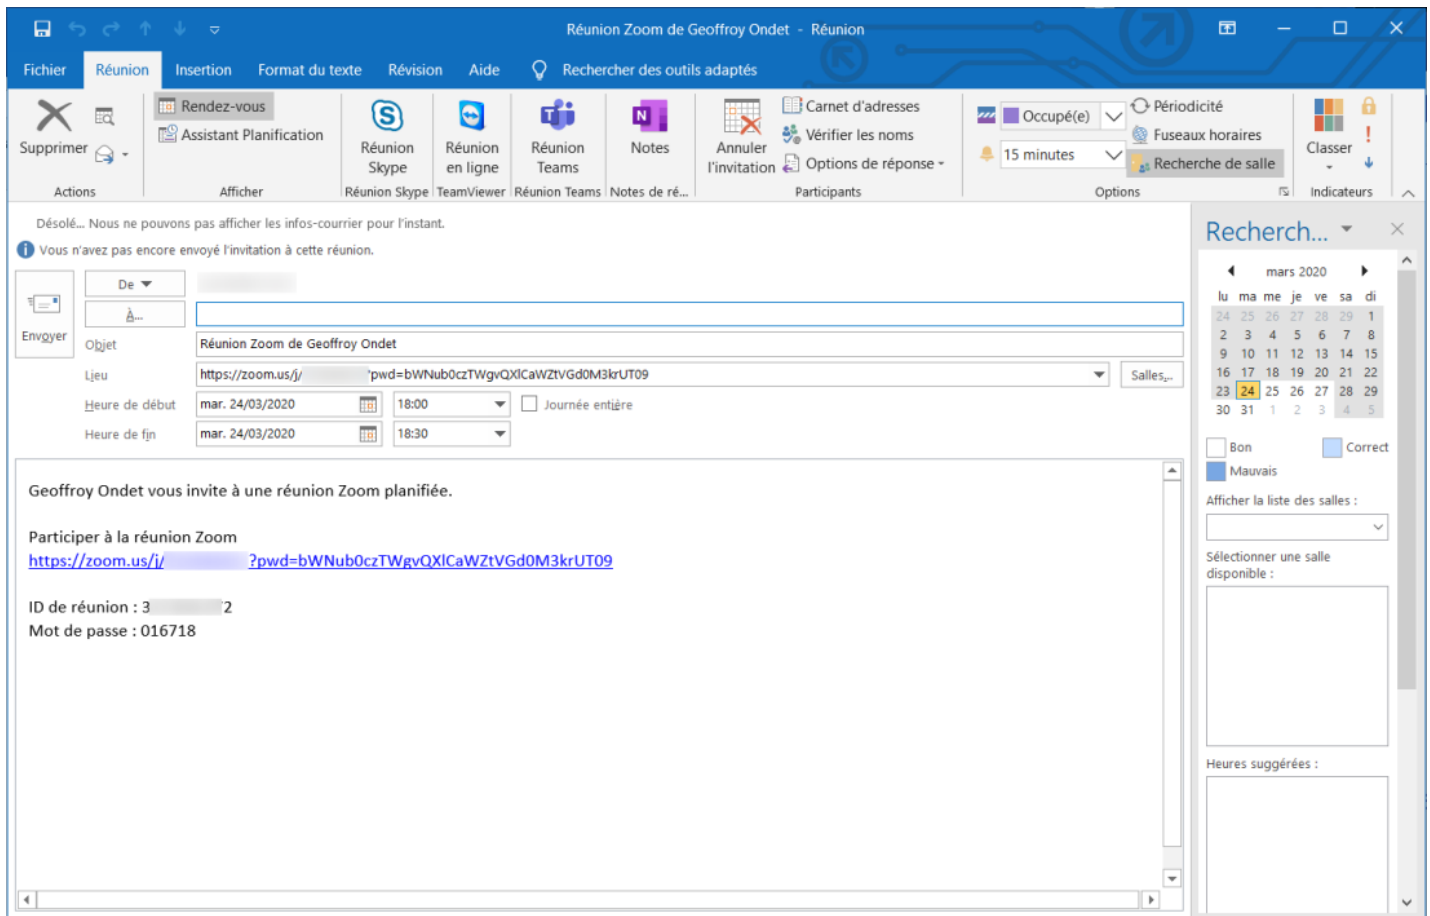 Réunion Zoom de Geoffroy Ondet - Réunion
Fichier Réunion Insertion Format du texte Révision Aide Rechercher des outils adaptés
Supprimer
Actions
Rendez-vous
Assistant Planification
Afficher
Réunion Skype
Réunion Skype
Réunion en ligne
TeamViewer
Réunion Teams
Réunion Teams
N
Notes
Notes de ré...
Annuler l'invitation
Carnet d'adresses
Vérifier les noms
Options de réponse
Participants
Occupé(e)
15 minutes
Périodicité
Fuseaux horaires
Recherche de salle
Options
Classer
Indicateurs
Désolé... Nous ne pouvons pas afficher les infos-courrier pour l'instant.
Vous n'avez pas encore envoyé l'invitation à cette réunion.
Envoyer
De
À...
Objet Réunion Zoom de Geoffroy Ondet
Lieu https://zoom.us/j/ ?pwd=bWNub0czTWgvQXlCaWZtVGd0M3krUT09 Salles...
Heure de début mar. 24/03/2020 18:00 Journée entière
Heure de fin mar. 24/03/2020 18:30
Geoffroy Ondet vous invite à une réunion Zoom planifiée.
Participer à la réunion Zoom
https://zoom.us/j/ ?pwd=bWNub0czTWgvQXlCaWZtVGd0M3krUT09
ID de réunion : 3 2
Mot de passe : 016718
Recherch...
mars 2020
lu ma me je ve sa di
24 25 26 27 28 29 1
2 3 4 5 6 7 8
9 10 11 12 13 14 15
16 17 18 19 20 21 22
23 24 25 26 27 28 29
30 31 1 2 3 4 5
Bon Correct
Mauvais
Afficher la liste des salles :
Sélectionner une salle
disponible :
Heures suggérées :